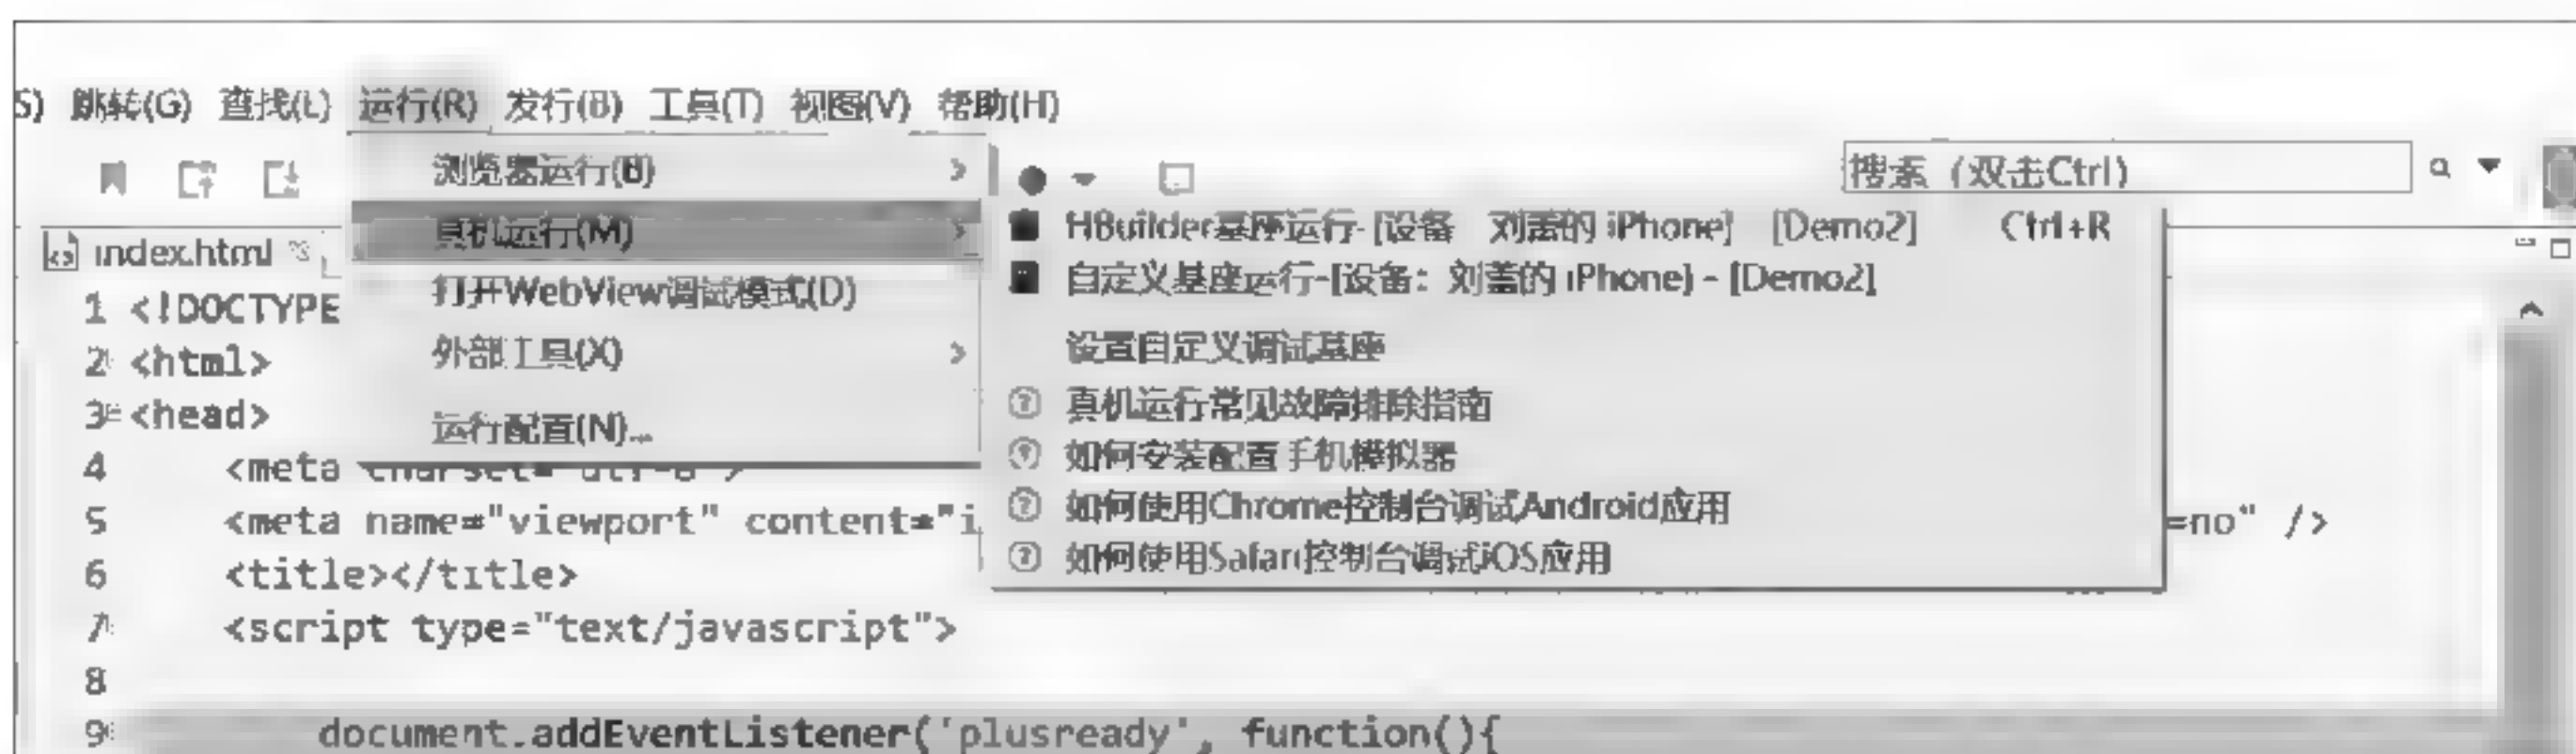 S) 跳转(G) 查找(L) 运行(R) 发行(B) 工具(T) 视图(V) 帮助(H)
浏览器运行(B)
搜索（双击Ctrl)
真机运行(M)
HBuilder基座运行-[设备 刘盖的 iPhone] [Demo2] Ctrl+R
index.html
打开WebView调试模式(D)
自定义基座运行-[设备: 刘盖的 iPhone] - [Demo2]
1 <!DOCTYPE
外部工具(X)
设置自定义调试基座
2 <html>
3 <head>
运行配置(N)...
真机运行常见故障排除指南
4 <meta charset="utf-8"/>
如何安装配置手机模拟器
5 <meta name="viewport" content="i
如何使用Chrome控制台调试Android应用
=no" />
6 <title></title>
如何使用Safari控制台调试iOS应用
7 <script type="text/javascript">
8
9 document.addEventListener('plusready', function(){